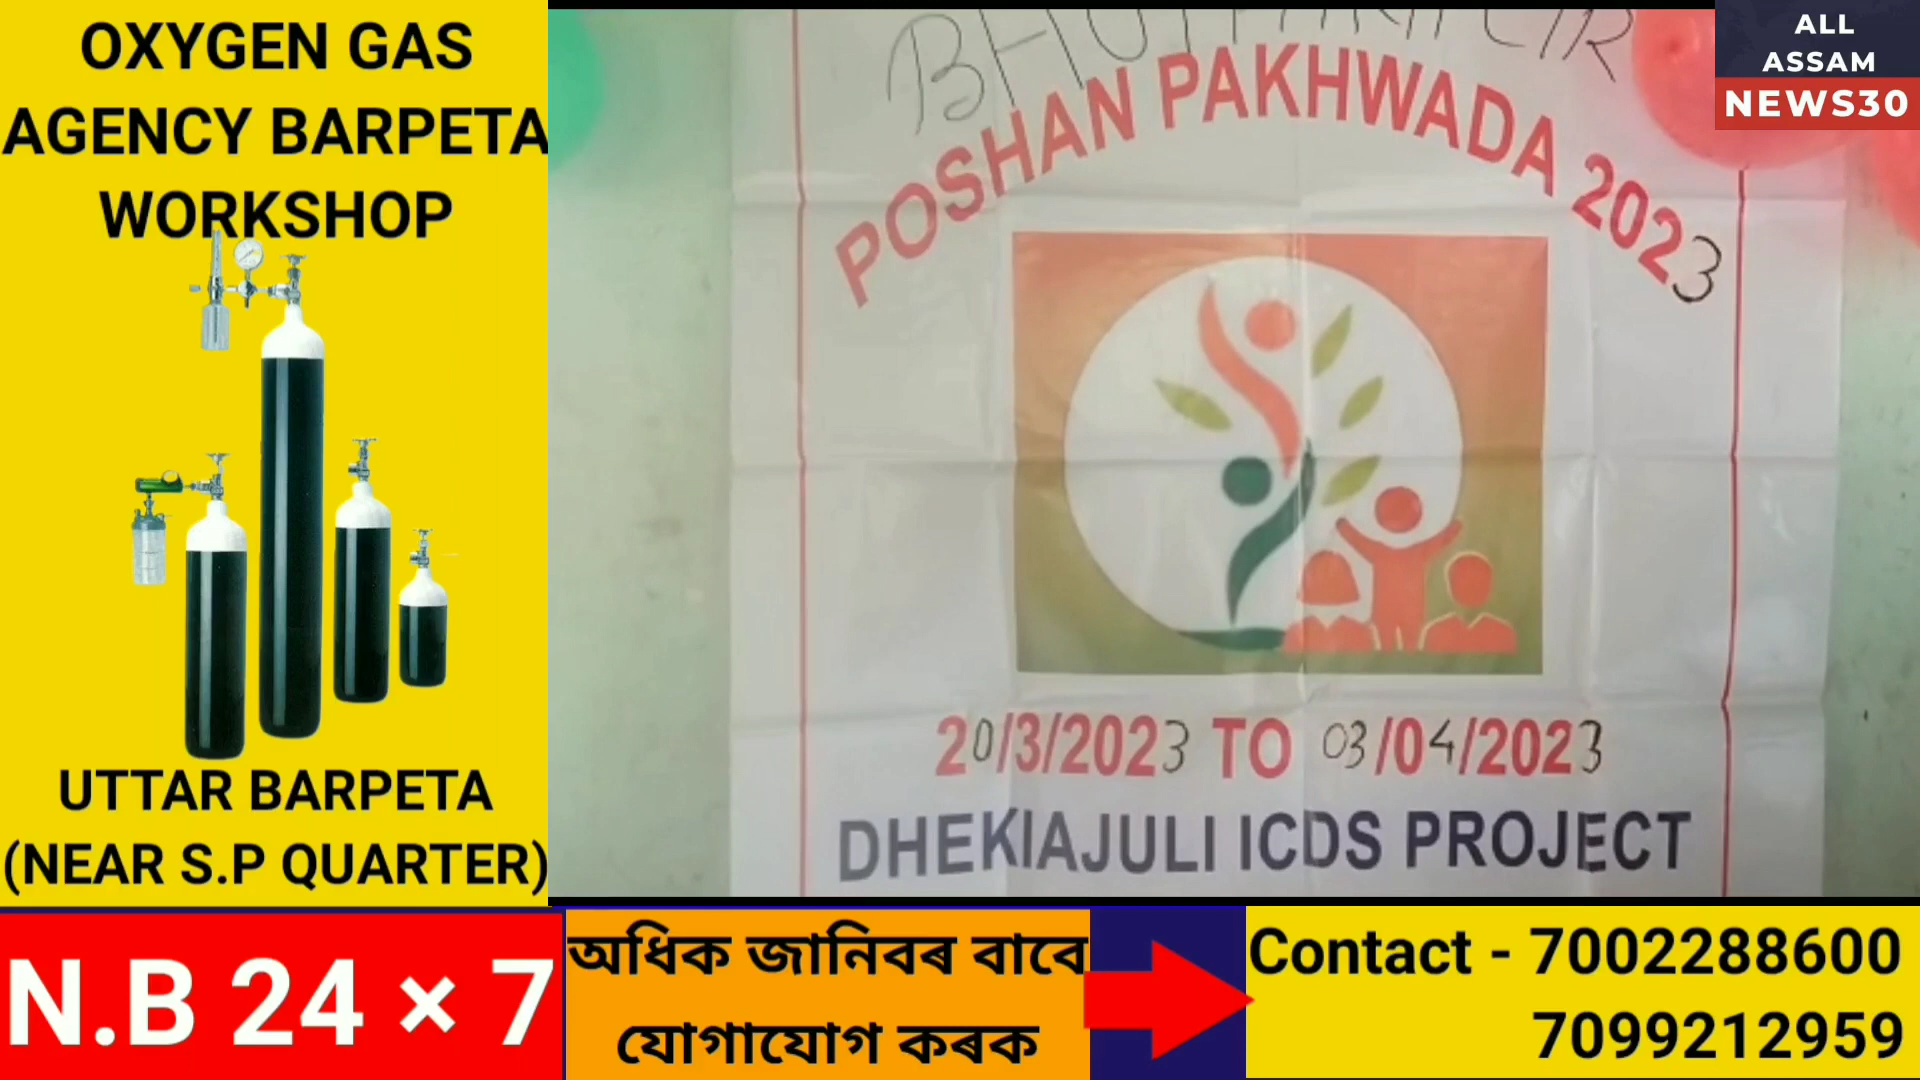 OXYGEN GAS
AGENCY BARPETA
WORKSHOP
UTTAR BARPETA
(NEAR S.P QUARTER)
POSHAN PAKHWADA 2023
20/3/2023 TO 03/04/2023
DHEKIAJULI ICDS PROJECT
ALL
ASSAM
NEWS30
N.B 24 × 7
অধিক জানিবৰ বাবে
যোগাযোগ কৰক
Contact - 7002288600
7099212959